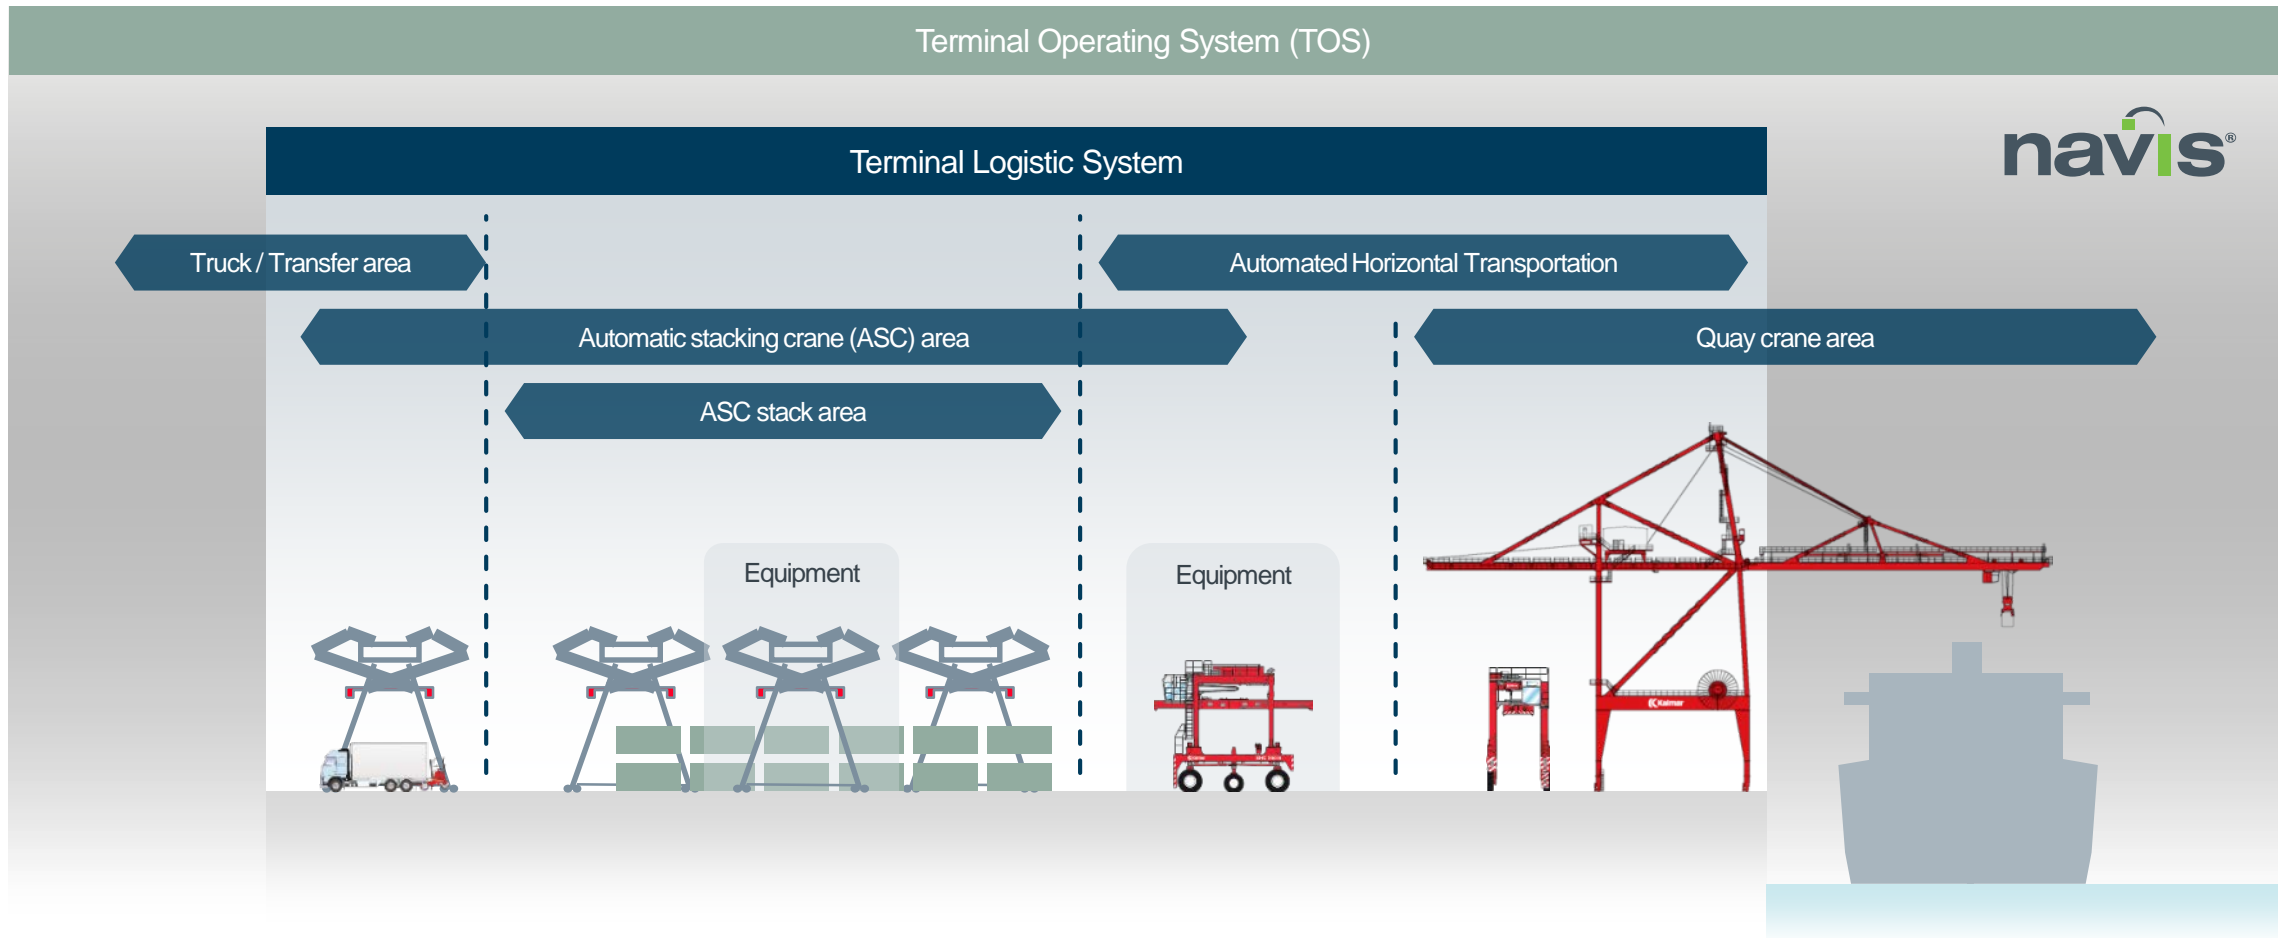 Terminal Operating System (TOS)
navis®
Terminal Logistic System
Truck / Transfer area
Automated Horizontal Transportation
Automatic stacking crane (ASC) area
Quay crane area
ASC stack area
Equipment
Equipment
Kalmar